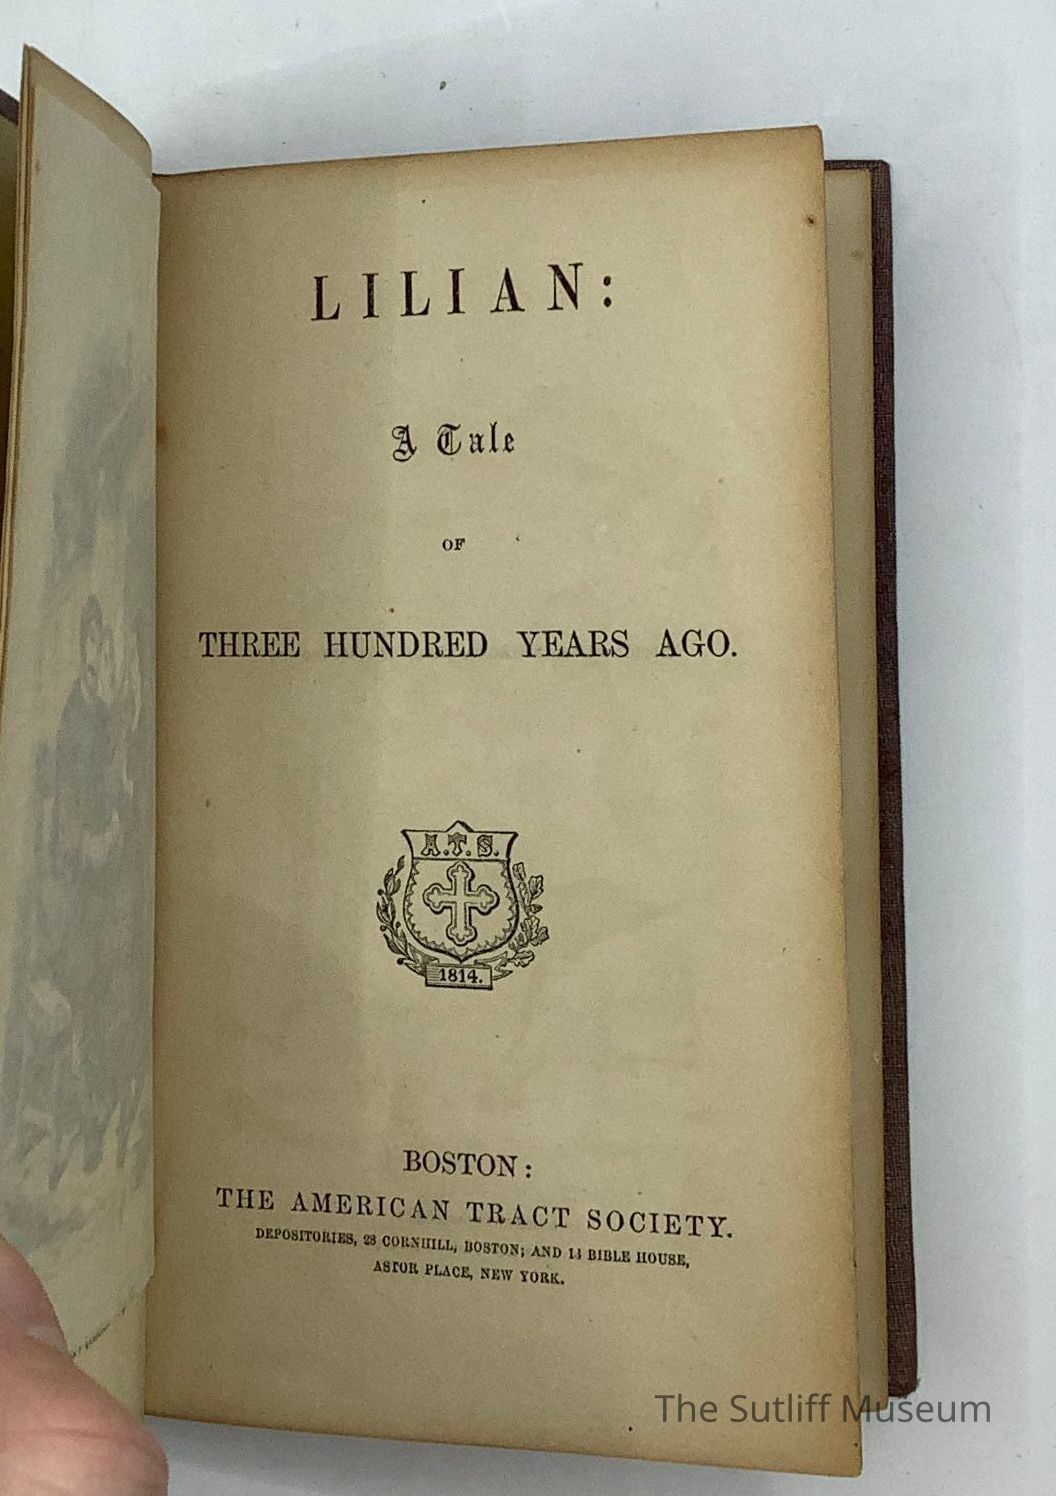 LILIAN:
A Tale
OF
THREE HUNDRED YEARS AGO.
A.T.S.
1814.
BOSTON:
THE AMERICAN TRACT SOCIETY.
DEPOSITORIES, 28 CORNHILL, BOSTON; AND 13 BIBLE HOUSE,
ASTOR PLACE, NEW YORK.
The Sutliff Museum